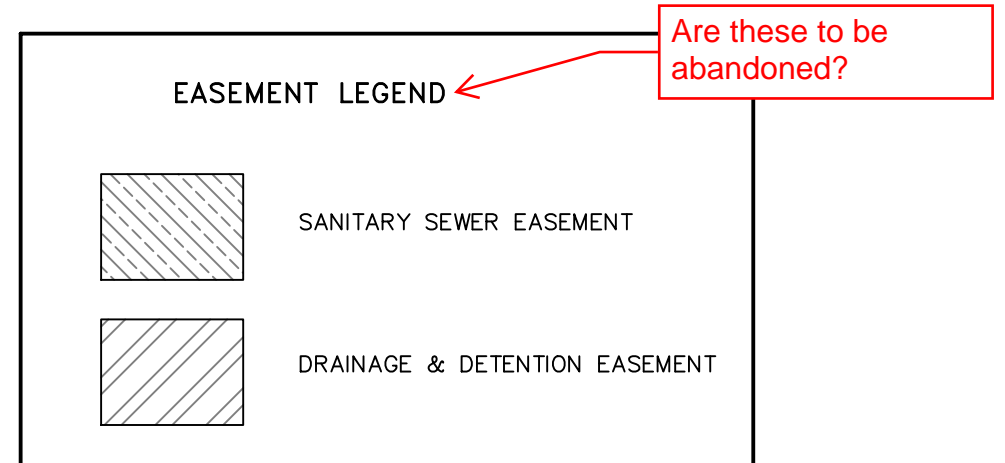 Are these to be
abandoned?
EASEMENT LEGEND
SANITARY SEWER EASEMENT
DRAINAGE & DETENTION EASEMENT